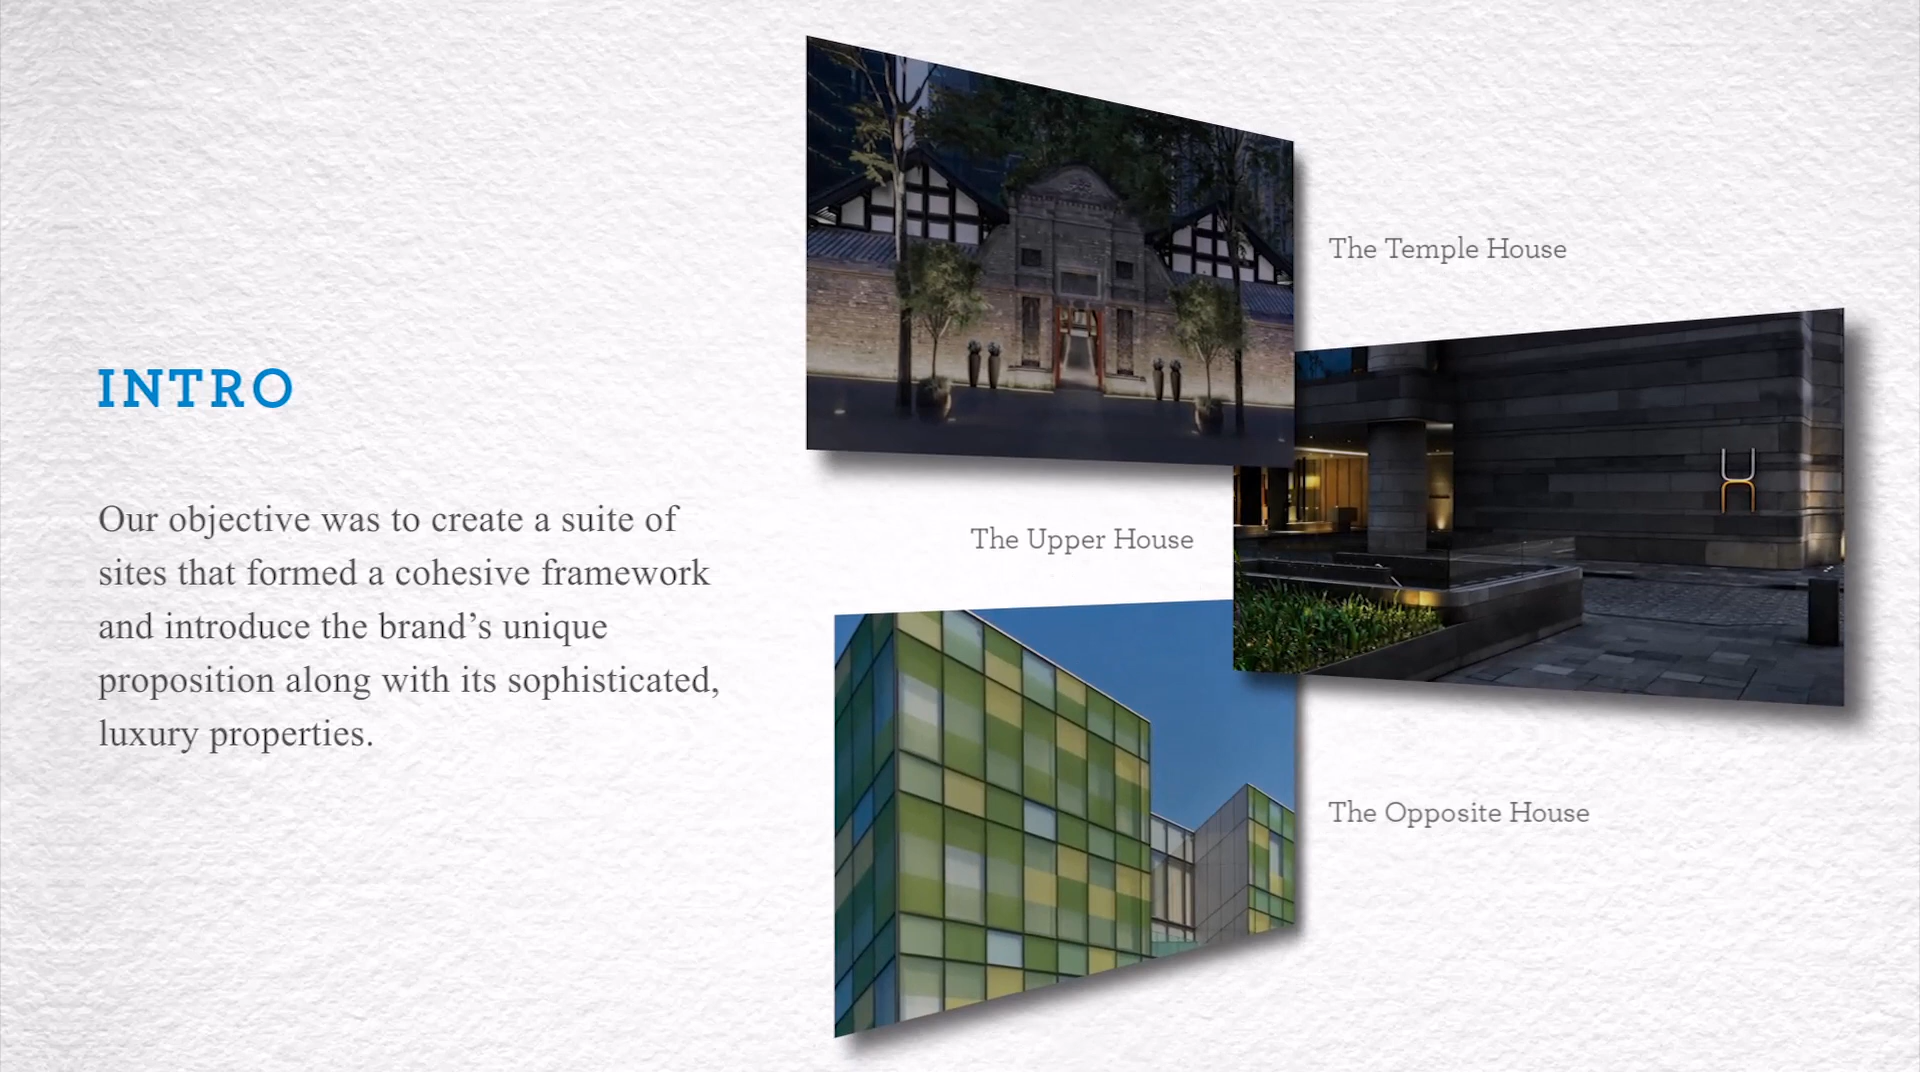 INTRO
Our objective was to create a suite of
sites that formed a cohesive framework
and introduce the brand’s unique
proposition along with its sophisticated,
luxury properties.
The Temple House
The Upper House
The Opposite House